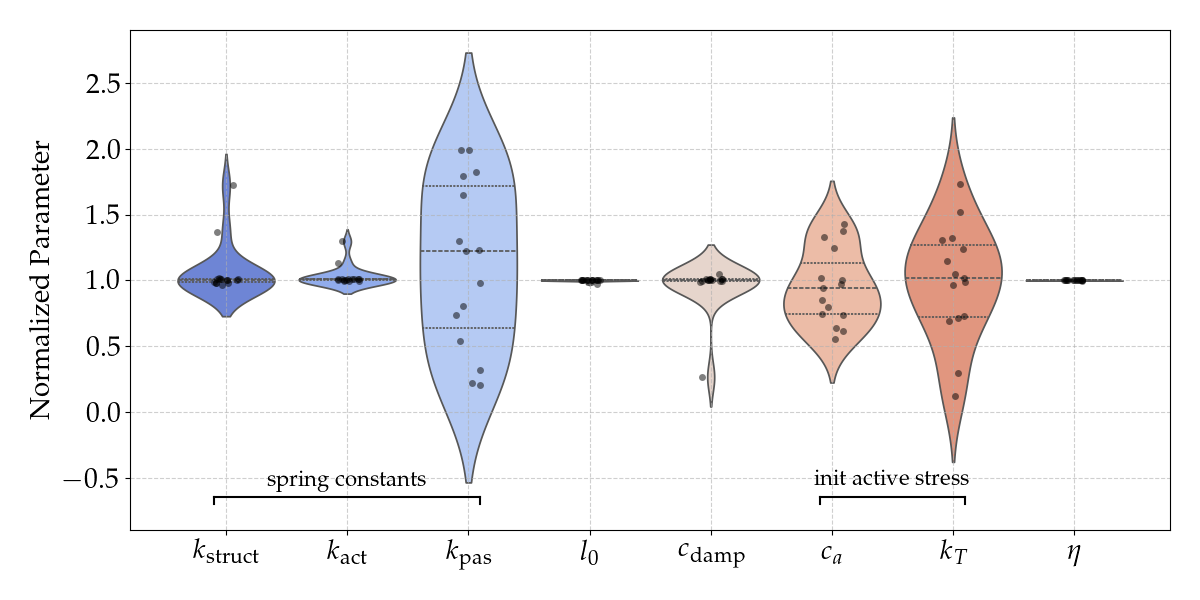 Normalized Parameter
2.5
2.0
1.5
1.0
0.5
0.0
−0.5
spring constants
init active stress
k_struct k_act k_pas l_0 c_damp c_a k_T η